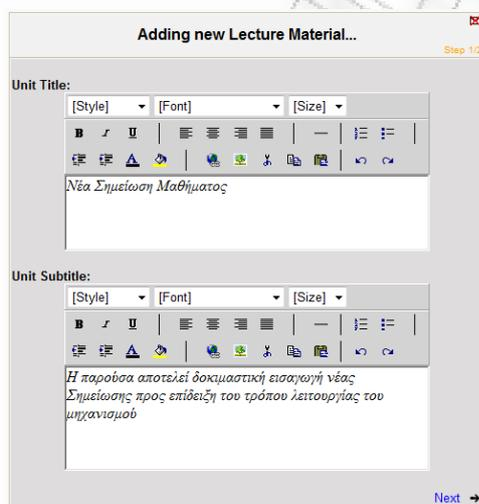 Adding new Lecture Material...
Step 1/2
Unit Title:
[Style] [Font] [Size]
B I U
A
Νέα Σημείωση Μαθήματος
Unit Subtitle:
[Style] [Font] [Size]
B I U
A
Η παρούσα αποτελεί δοκιμαστική εισαγωγή νέας
Σημείωσης προς επίδειξη του τρόπου λειτουργίας του
μηχανισμού
Next